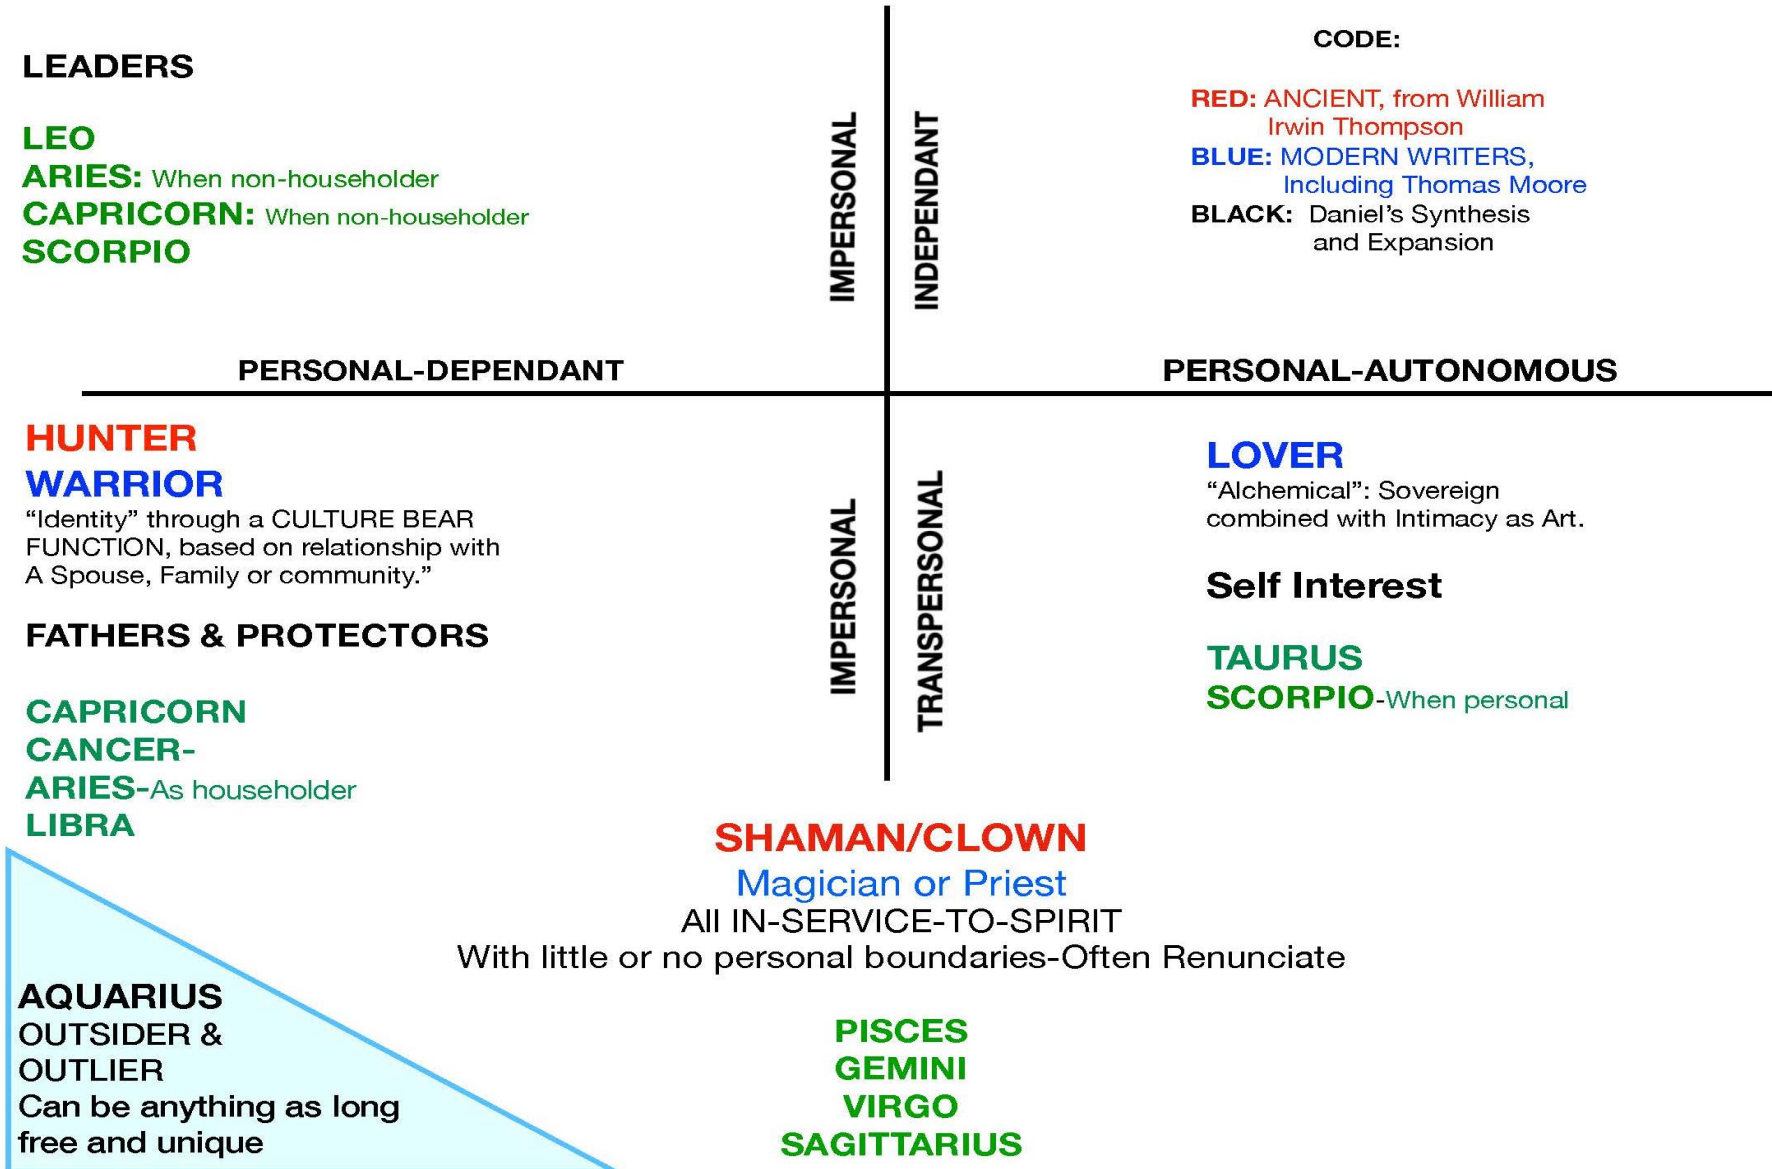 LEADERS
LEO
ARIES: When non-householder
CAPRICORN: When non-householder
SCORPIO
IMPERSONAL
INDEPENDANT
CODE:
RED: ANCIENT, from William
Irwin Thompson
BLUE: MODERN WRITERS,
Including Thomas Moore
BLACK: Daniel’s Synthesis
and Expansion
PERSONAL-DEPENDANT
PERSONAL-AUTONOMOUS
HUNTER
WARRIOR
“Identity” through a CULTURE BEAR
FUNCTION, based on relationship with
A Spouse, Family or community.”
FATHERS & PROTECTORS
CAPRICORN
CANCER-
ARIES-As householder
LIBRA
IMPERSONAL
TRANSPERSONAL
LOVER
“Alchemical”: Sovereign
combined with Intimacy as Art.
Self Interest
TAURUS
SCORPIO-When personal
SHAMAN/CLOWN
Magician or Priest
All IN-SERVICE-TO-SPIRIT
With little or no personal boundaries-Often Renunciate
PISCES
GEMINI
VIRGO
SAGITTARIUS
AQUARIUS
OUTSIDER &
OUTLIER
Can be anything as long
free and unique